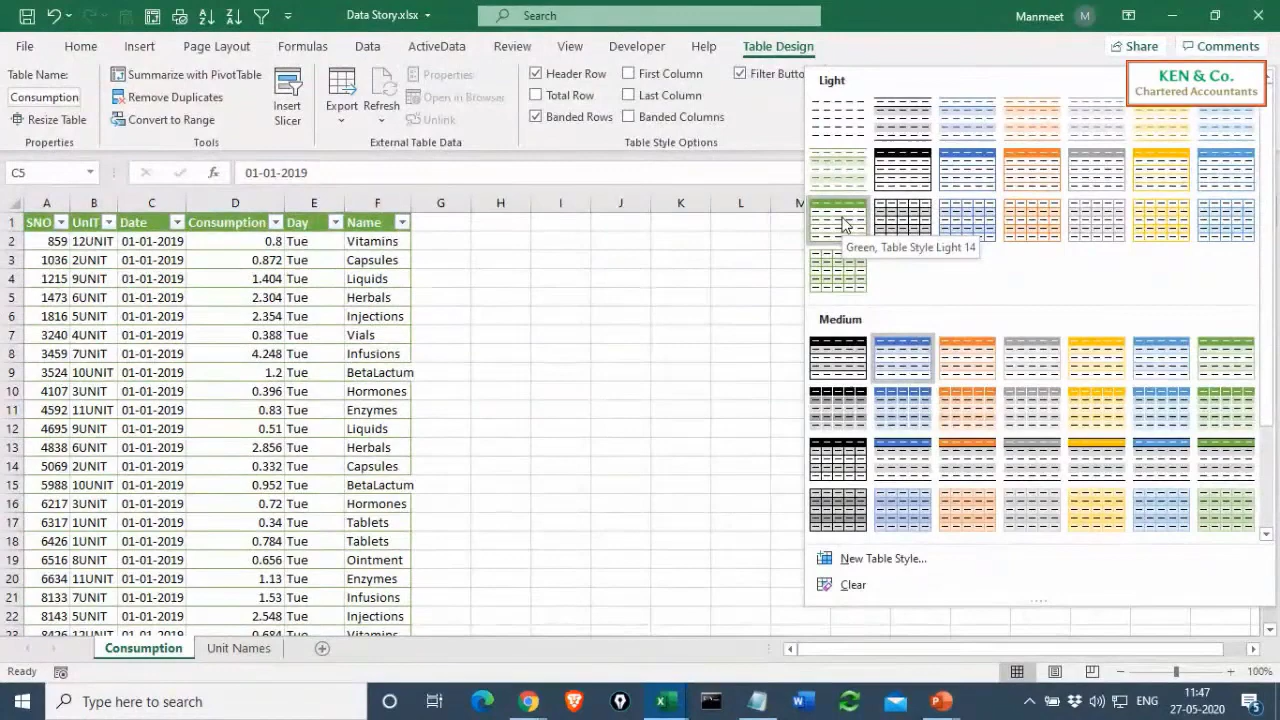 Data Story.xlsx
Search
Manmeet
M
File
Home
Insert
Page Layout
Formulas
Data
ActiveData
Review
View
Developer
Help
Table Design
Share
Comments
Table Name:
Consumption
Resize Table
Properties
Summarize with PivotTable
Remove Duplicates
Convert to Range
Tools
Insert
Slicer
Export
Refresh
Properties
Open in Browser
Unlink
External Table Data
Header Row
First Column
Filter Butto
Total Row
Last Column
Banded Rows
Banded Columns
Table Style Options
Light
KEN & Co.
Chartered Accountants
Green, Table Style Light 14
Medium
New Table Style...
Clear
C5
fx
01-01-2019
A B C D E F G H I J K L M
1 SNO UnIT Date Consumption Day Name
2 859 12UNIT 01-01-2019 0.8 Tue Vitamins
3 1036 2UNIT 01-01-2019 0.872 Tue Capsules
4 1215 9UNIT 01-01-2019 1.404 Tue Liquids
5 1473 6UNIT 01-01-2019 2.304 Tue Herbals
6 1816 5UNIT 01-01-2019 2.354 Tue Injections
7 3240 4UNIT 01-01-2019 0.388 Tue Vials
8 3459 7UNIT 01-01-2019 4.248 Tue Infusions
9 3524 10UNIT 01-01-2019 1.2 Tue BetaLactum
10 4107 3UNIT 01-01-2019 0.396 Tue Hormones
11 4592 11UNIT 01-01-2019 0.83 Tue Enzymes
12 4695 9UNIT 01-01-2019 0.51 Tue Liquids
13 4838 6UNIT 01-01-2019 2.856 Tue Herbals
14 5069 2UNIT 01-01-2019 0.332 Tue Capsules
15 5988 10UNIT 01-01-2019 0.952 Tue BetaLactum
16 6217 3UNIT 01-01-2019 0.72 Tue Hormones
17 6317 1UNIT 01-01-2019 0.34 Tue Tablets
18 6426 1UNIT 01-01-2019 0.784 Tue Tablets
19 6516 8UNIT 01-01-2019 0.656 Tue Ointment
20 6634 11UNIT 01-01-2019 1.13 Tue Enzymes
21 8133 7UNIT 01-01-2019 1.53 Tue Infusions
22 8143 5UNIT 01-01-2019 2.548 Tue Injections
23 8426 12UNIT 01-01-2019 0.684 Tue Vitamins
Consumption
Unit Names
Ready
100%
Type here to search
ENG
11:47
27-05-2020
5